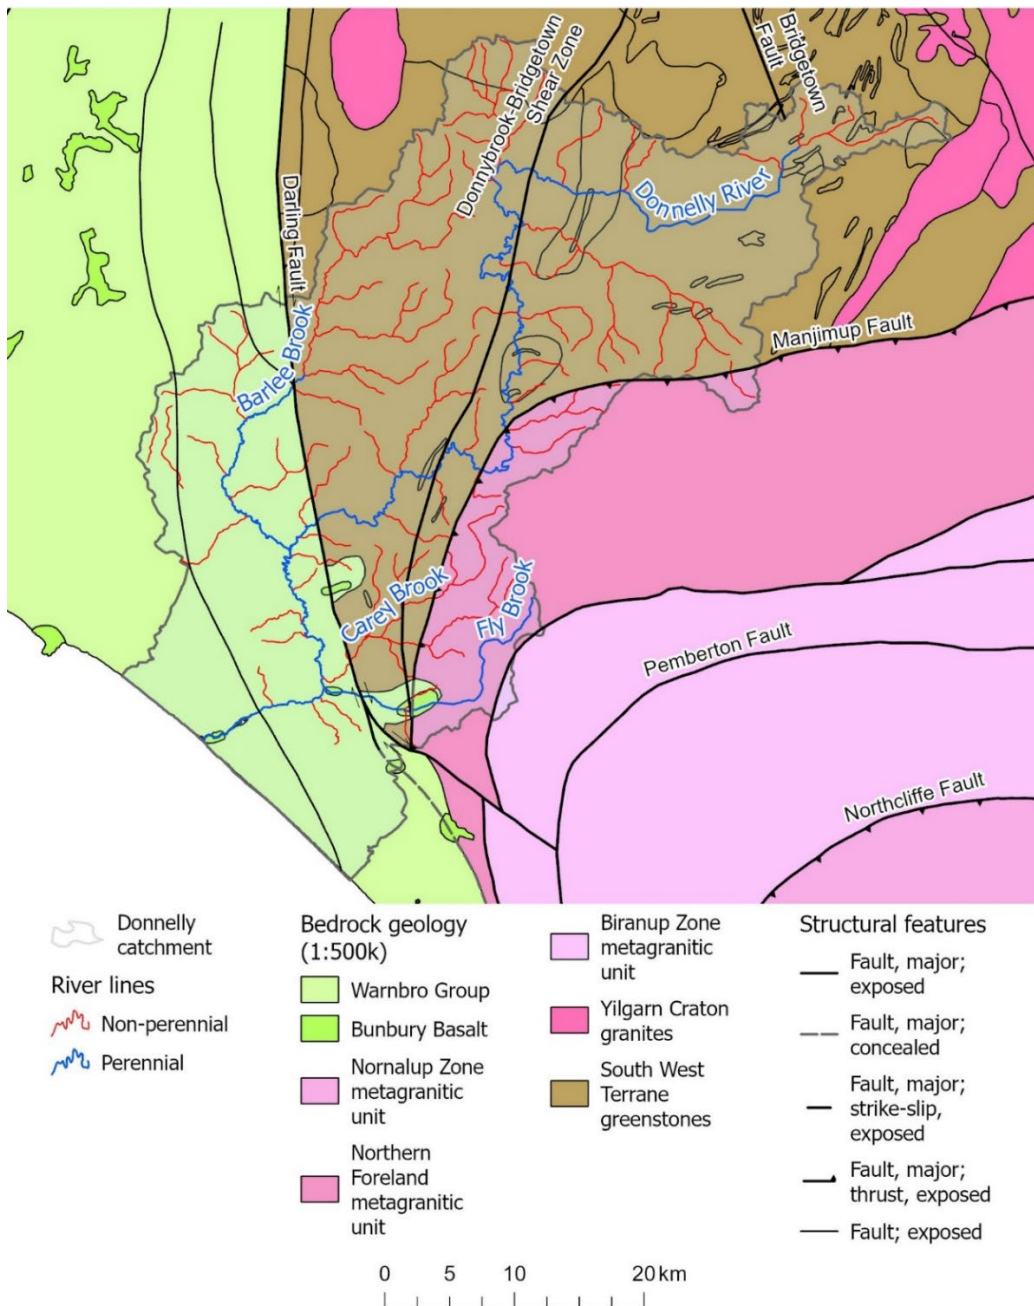 Bridgetown
Fault
Donnybrook-Bridgetown
Shear Zone
Donnelly River
Darling Fault
Barlee Brook
Manjimup Fault
Carey Brook
Fly Brook
Pemberton Fault
Northcliffe Fault
Donnelly
catchment
River lines
Non-perennial
Perennial
Bedrock geology
(1:500k)
Warnbro Group
Bunbury Basalt
Nornalup Zone
metagranitic
unit
Northern
Foreland
metagranitic
unit
Biranup Zone
metagranitic
unit
Yilgarn Craton
granites
South West
Terrane
greenstones
Structural features
Fault, major;
exposed
Fault, major;
concealed
Fault, major;
strike-slip,
exposed
Fault, major;
thrust, exposed
Fault; exposed
0 5 10 20 km